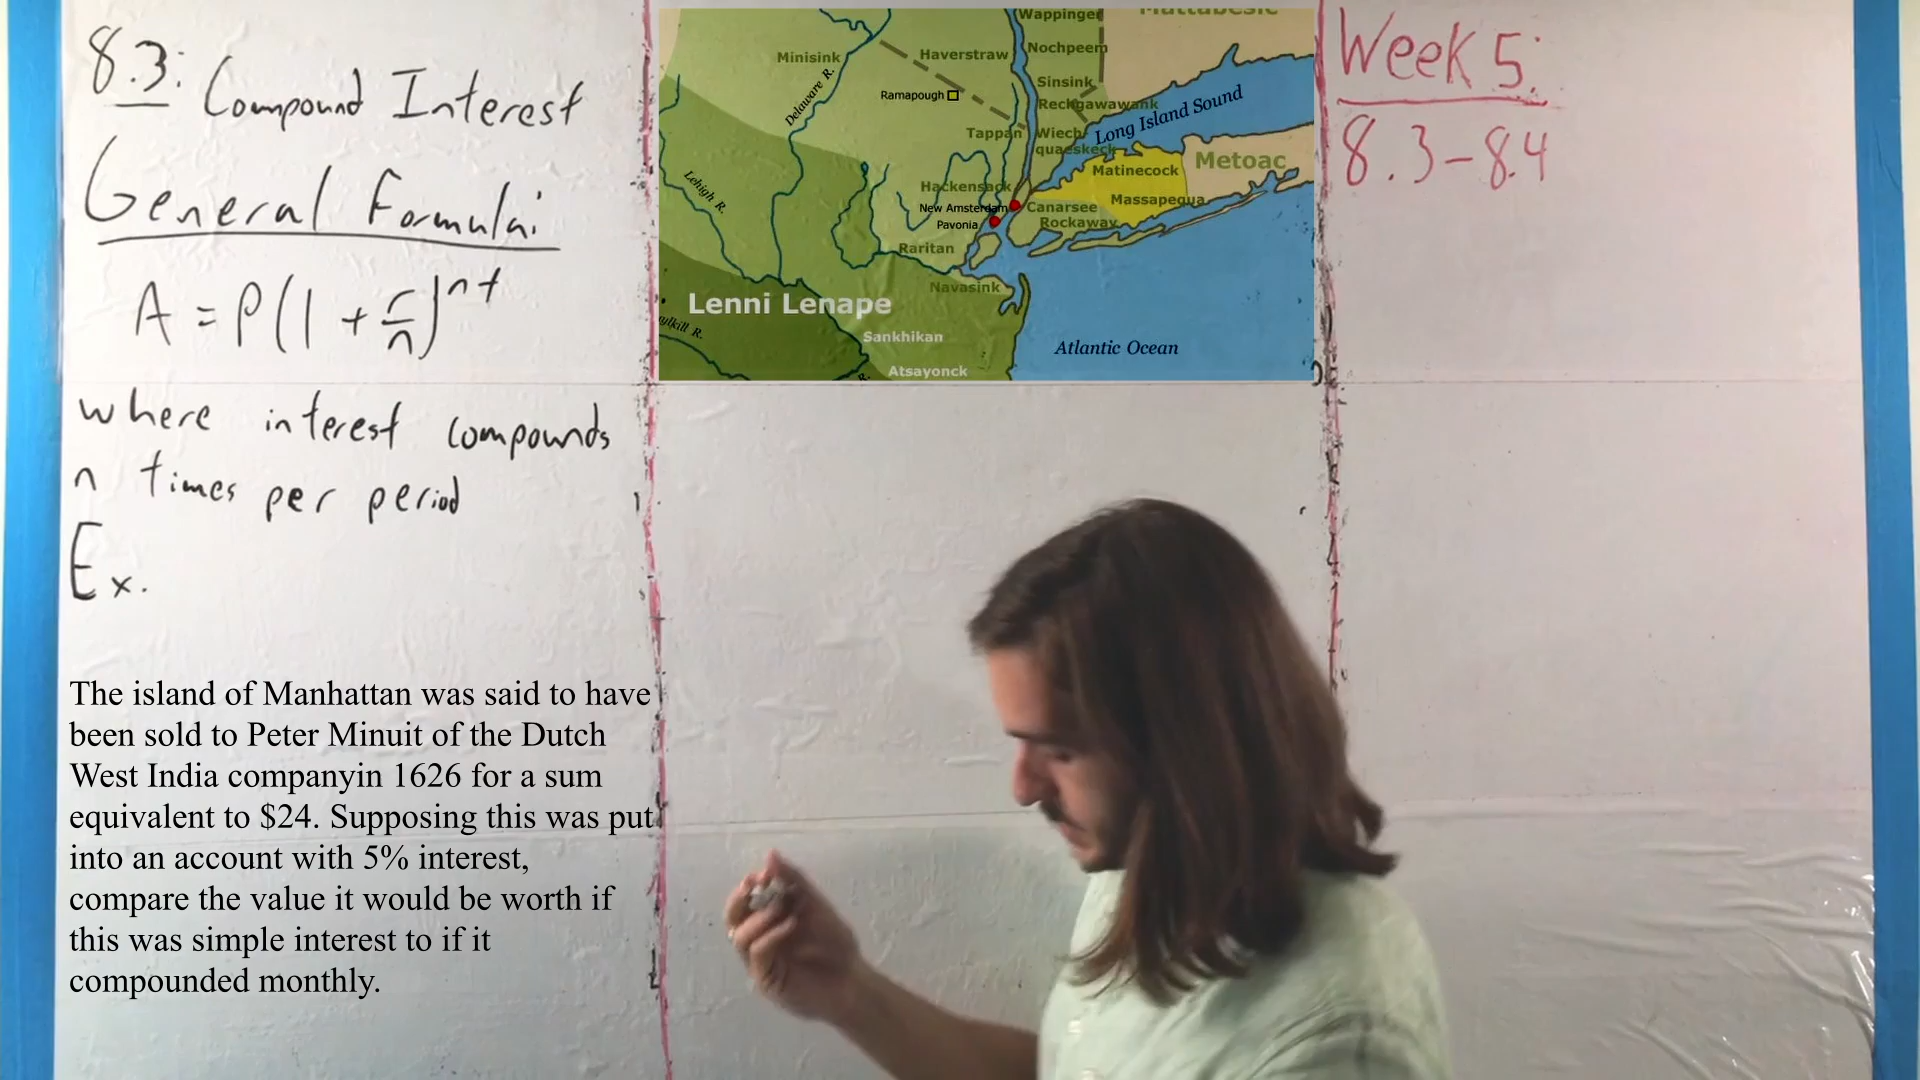 8.3: Compound Interest
General Formula:
A = P(1 + r/n)^nt
where interest compounds
n times per period
Ex.
The island of Manhattan was said to have
been sold to Peter Minuit of the Dutch
West India companyin 1626 for a sum
equivalent to $24. Supposing this was put
into an account with 5% interest,
compare the value it would be worth if
this was simple interest to if it
compounded monthly.
Wappinger
Mattabesic
Minisink
Haverstraw
Nochpeem
Delaware R.
Sinsink
Ramapough
Rechgawawank
Long Island Sound
Tappan
Wiech-
quaeskeck
Metoac
Lehigh R.
Matinecock
Hackensack
Massapequa
New Amsterdam
Canarsee
Pavonia
Rockaway
Raritan
Navasink
Lenni Lenape
Sankhikan
Atlantic Ocean
Atsayonck
Week 5:
8.3-8.4